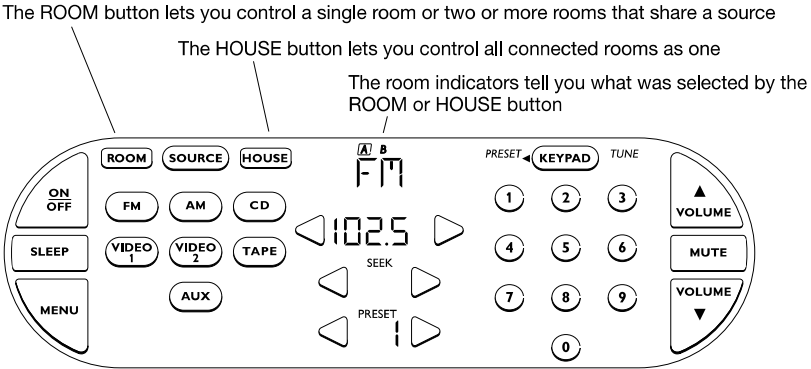 The ROOM button lets you control a single room or two or more rooms that share a source
The HOUSE button lets you control all connected rooms as one
The room indicators tell you what was selected by the
ROOM or HOUSE button
ROOM SOURCE HOUSE
A B
FM
PRESET KEYPAD TUNE
ON
OFF
FM AM CD
1 2 3
VOLUME
SLEEP
VIDEO
1
VIDEO
2
TAPE
102.5
4 5 6
MUTE
SEEK
MENU
AUX
7 8 9
VOLUME
PRESET
1
0